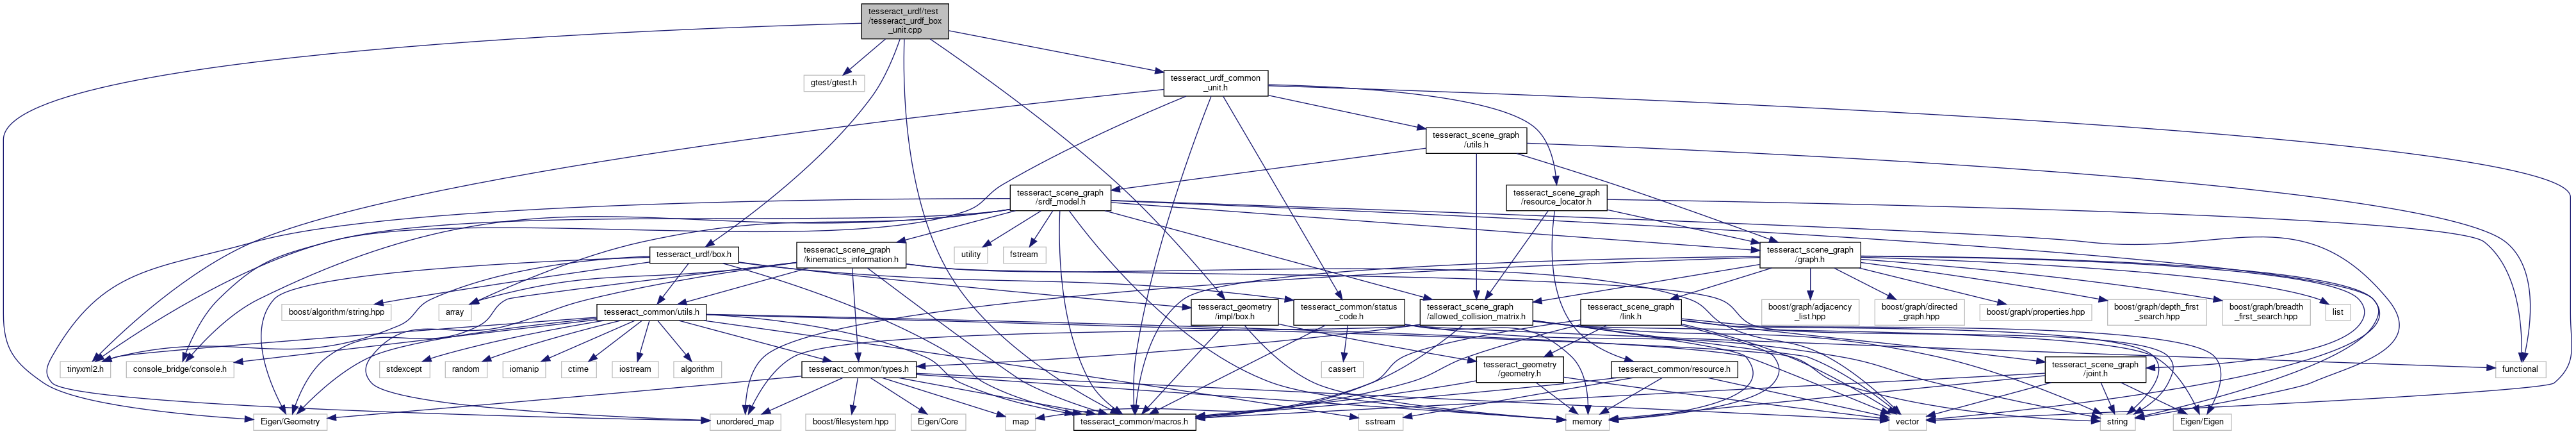 tesseract_urdf/test
/tesseract_urdf_box
_unit.cpp
gtest/gtest.h
tesseract_urdf_common
_unit.h
tesseract_scene_graph
/utils.h
tesseract_scene_graph
/srdf_model.h
tesseract_scene_graph
/resource_locator.h
tesseract_urdf/box.h
tesseract_scene_graph
/kinematics_information.h
utility
fstream
tesseract_scene_graph
/graph.h
boost/algorithm/string.hpp
array
tesseract_common/utils.h
tesseract_geometry
/impl/box.h
tesseract_common/status
_code.h
tesseract_scene_graph
/allowed_collision_matrix.h
tesseract_scene_graph
/link.h
boost/graph/adjacency
_list.hpp
boost/graph/directed
_graph.hpp
boost/graph/properties.hpp
boost/graph/depth_first
_search.hpp
boost/graph/breadth
_first_search.hpp
list
tinyxml2.h
console_bridge/console.h
stdexcept
random
iomanip
ctime
iostream
algorithm
tesseract_common/types.h
cassert
tesseract_geometry
/geometry.h
tesseract_common/resource.h
tesseract_scene_graph
/joint.h
functional
Eigen/Geometry
unordered_map
boost/filesystem.hpp
Eigen/Core
map
tesseract_common/macros.h
sstream
memory
vector
string
Eigen/Eigen